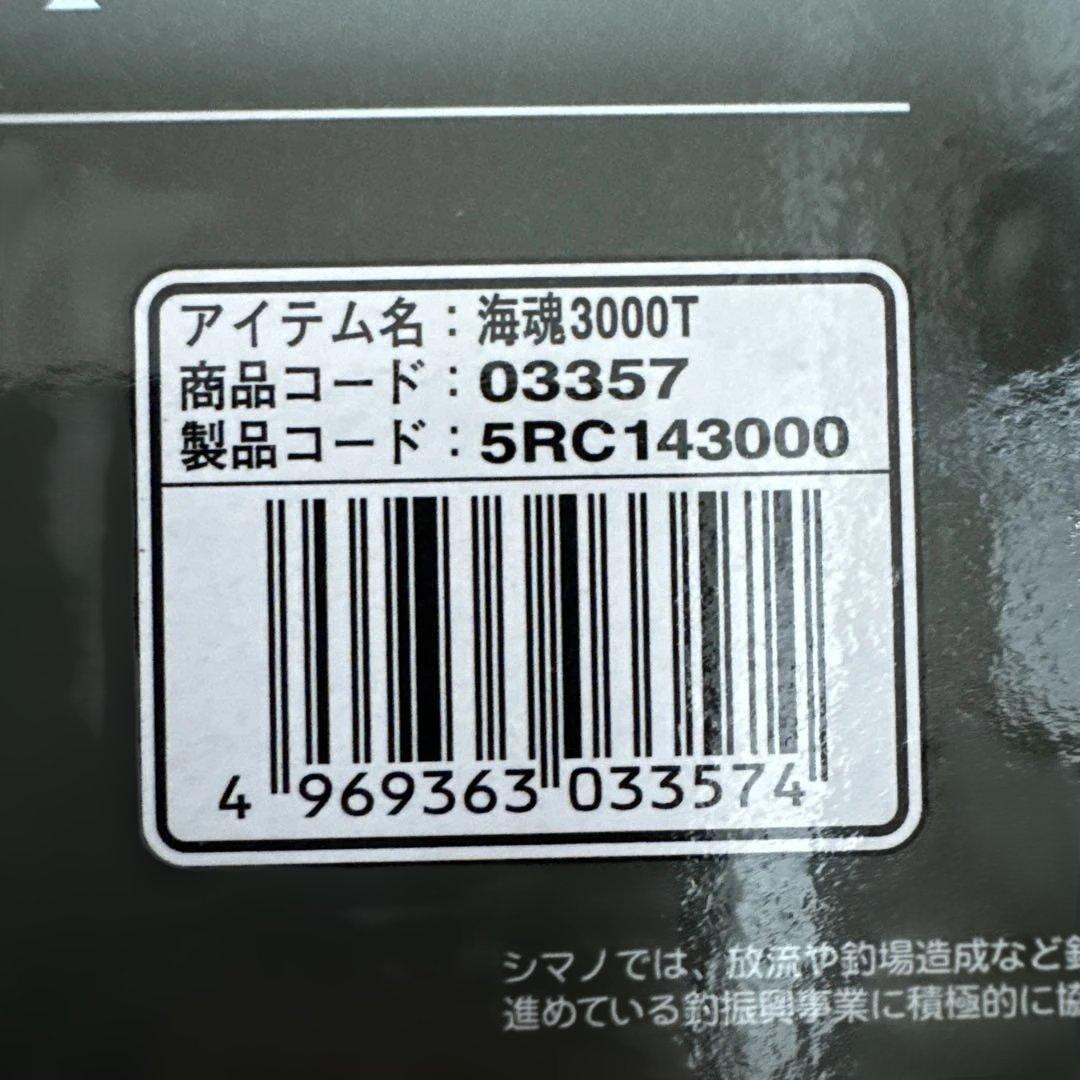 アイテム名：海魂3000T
商品コード：03357
製品コード：5RC143000
4 969363 033574
シマノでは、放流や釣場造成など
進めている釣振興事業に積極的に協